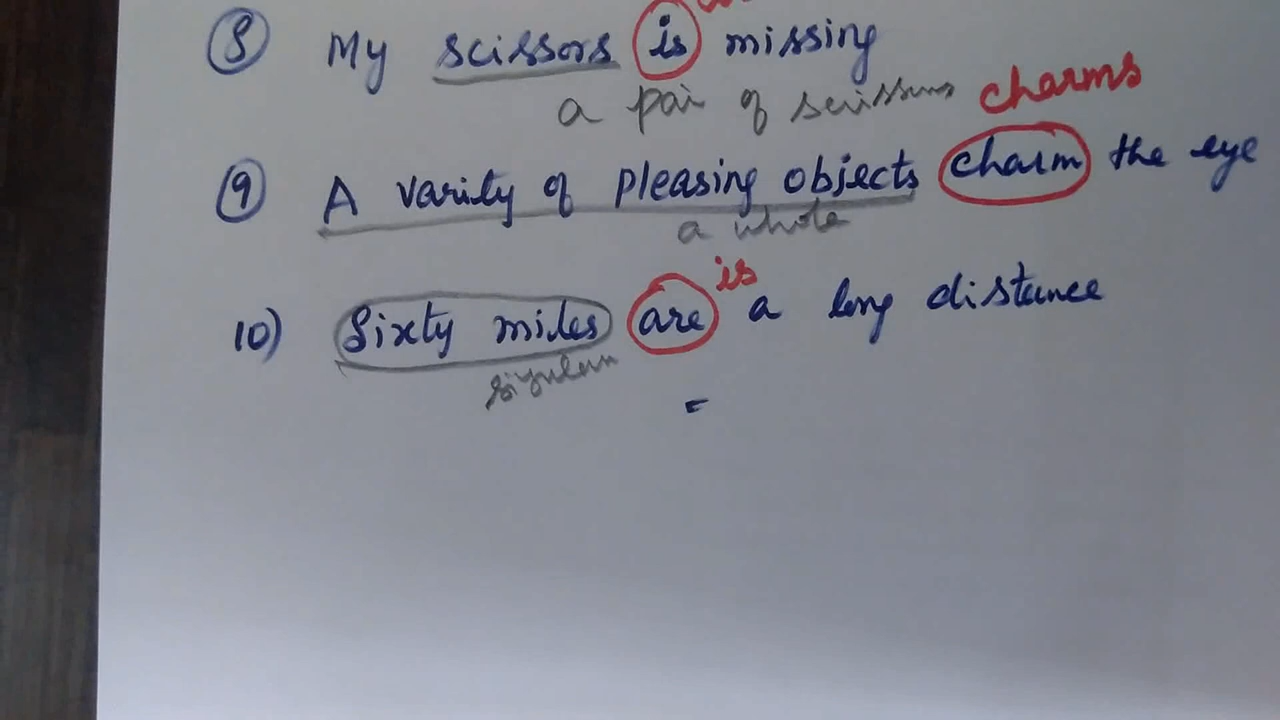 8 My scissors is missing
a pair of scissors charms
9 A varity of pleasing objects charm the eye
a whole
is
10) Sixty miles are a long distance
singular